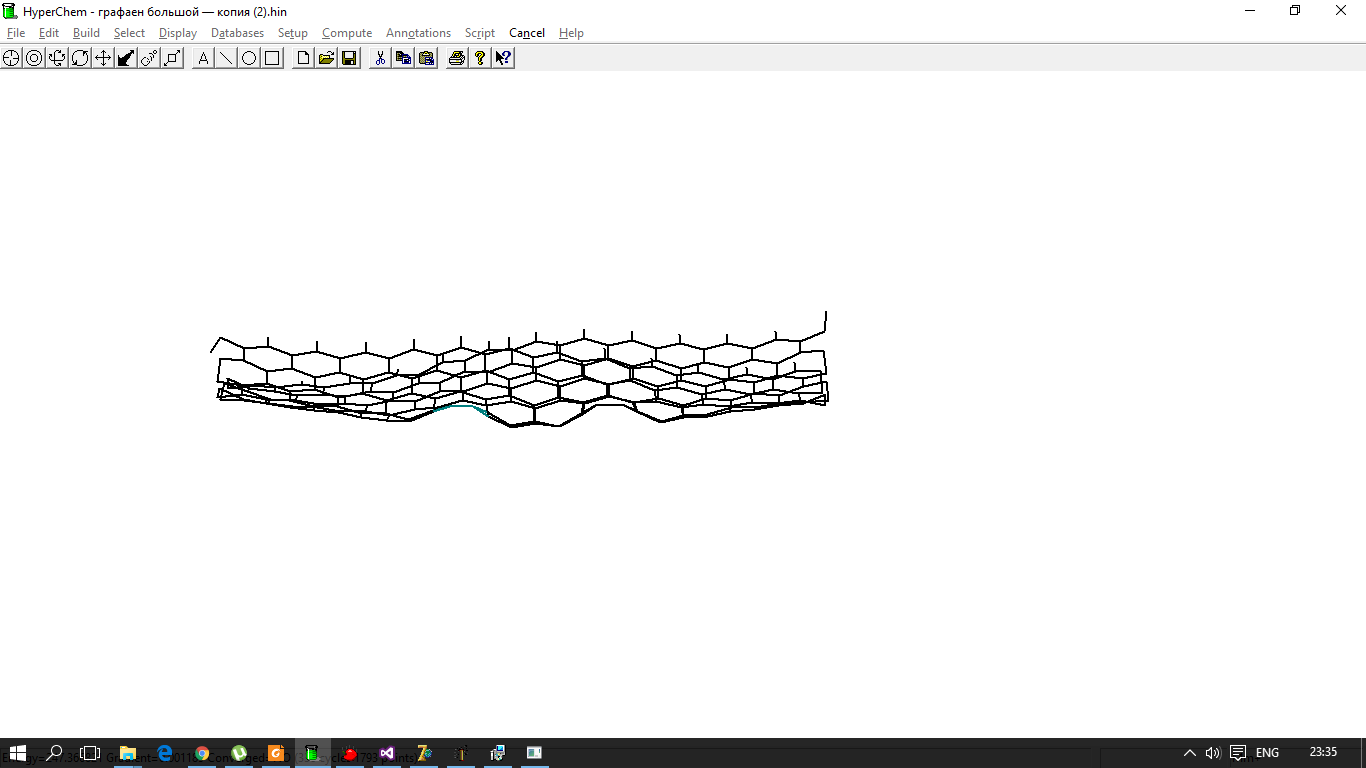 HyperChem - графаен большой — копия (2).hin
File Edit Build Select Display Databases Setup Compute Annotations Script Cancel Help
ENG 23:35